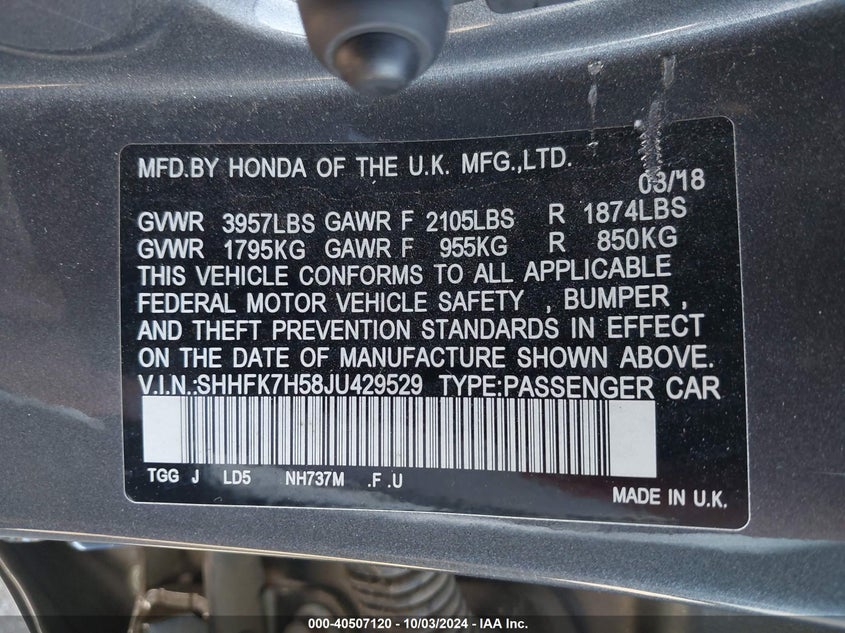 MFD.BY HONDA OF THE U.K. MFG.,LTD.
03/18
GVWR 3957LBS GAWR F 2105LBS R 1874LBS
GVWR 1795KG GAWR F 955KG R 850KG
THIS VEHICLE CONFORMS TO ALL APPLICABLE
FEDERAL MOTOR VEHICLE SAFETY , BUMPER ,
AND THEFT PREVENTION STANDARDS IN EFFECT
ON THE DATE OF MANUFACTURE SHOWN ABOVE.
V.I.N.:SHHFK7H58JU429529 TYPE:PASSENGER CAR
TGG J LD5 NH737M .F .U
MADE IN U.K.
000-40507120 - 10/03/2024 - IAA Inc.